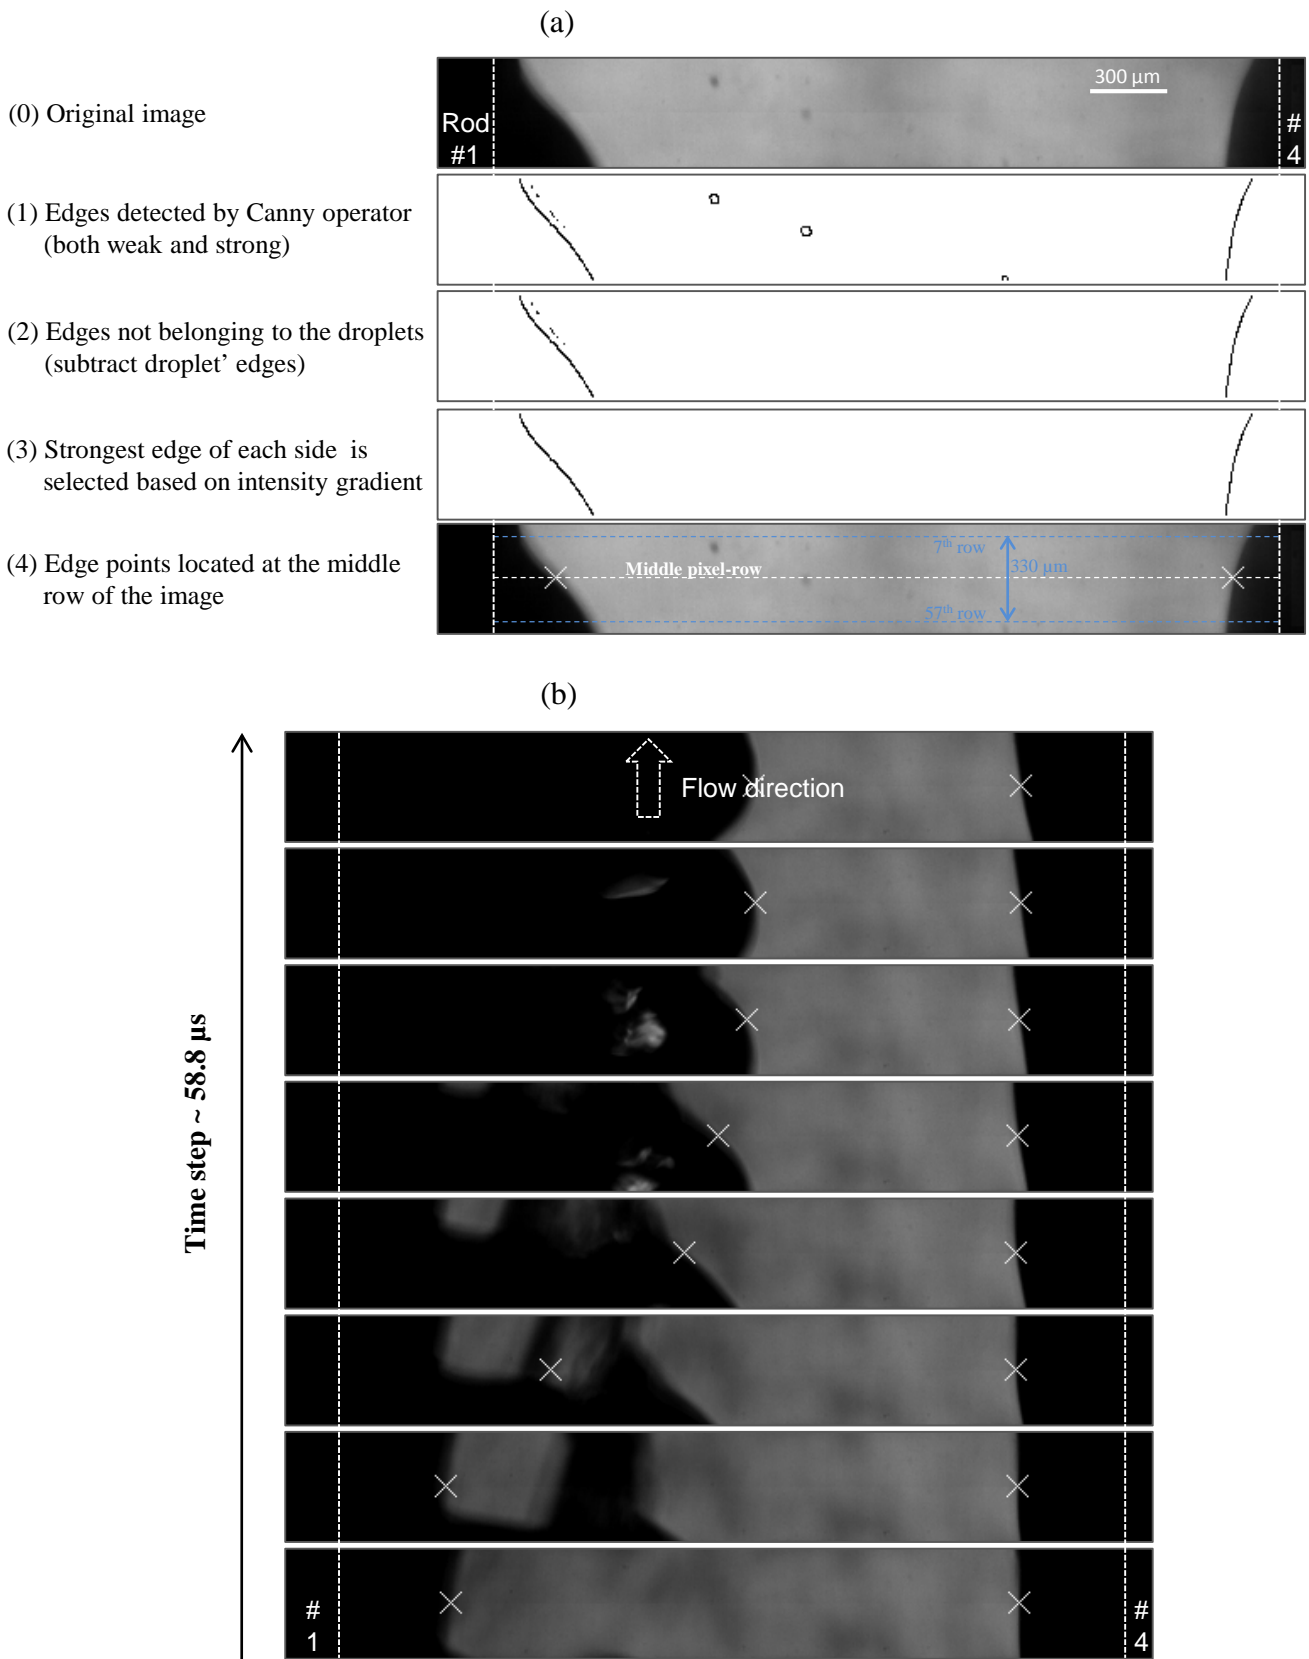 (a)
(0) Original image
Rod
#1
300 µm
#
4
(1) Edges detected by Canny operator
(both weak and strong)
(2) Edges not belonging to the droplets
(subtract droplet’ edges)
(3) Strongest edge of each side is
selected based on intensity gradient
(4) Edge points located at the middle
row of the image
7th row
Middle pixel-row
330 µm
57th row
(b)
Flow direction
Time step ~ 58.8 µs
#
1
#
4